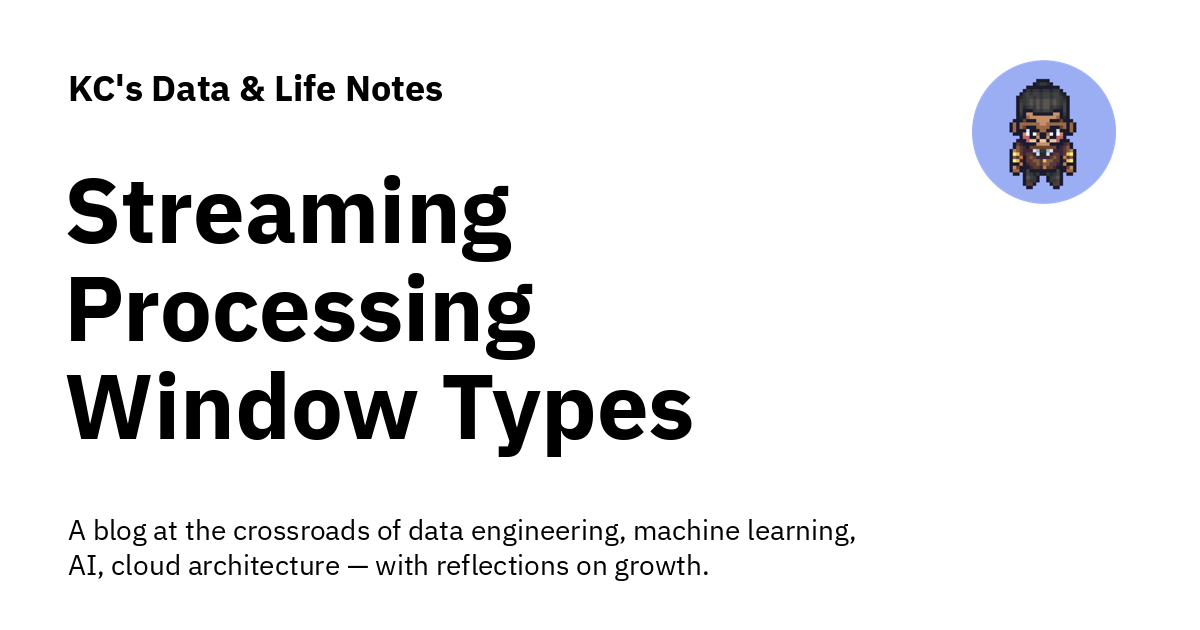 KC's Data & Life Notes
Streaming
Processing
Window Types
A blog at the crossroads of data engineering, machine learning,
AI, cloud architecture — with reflections on growth.